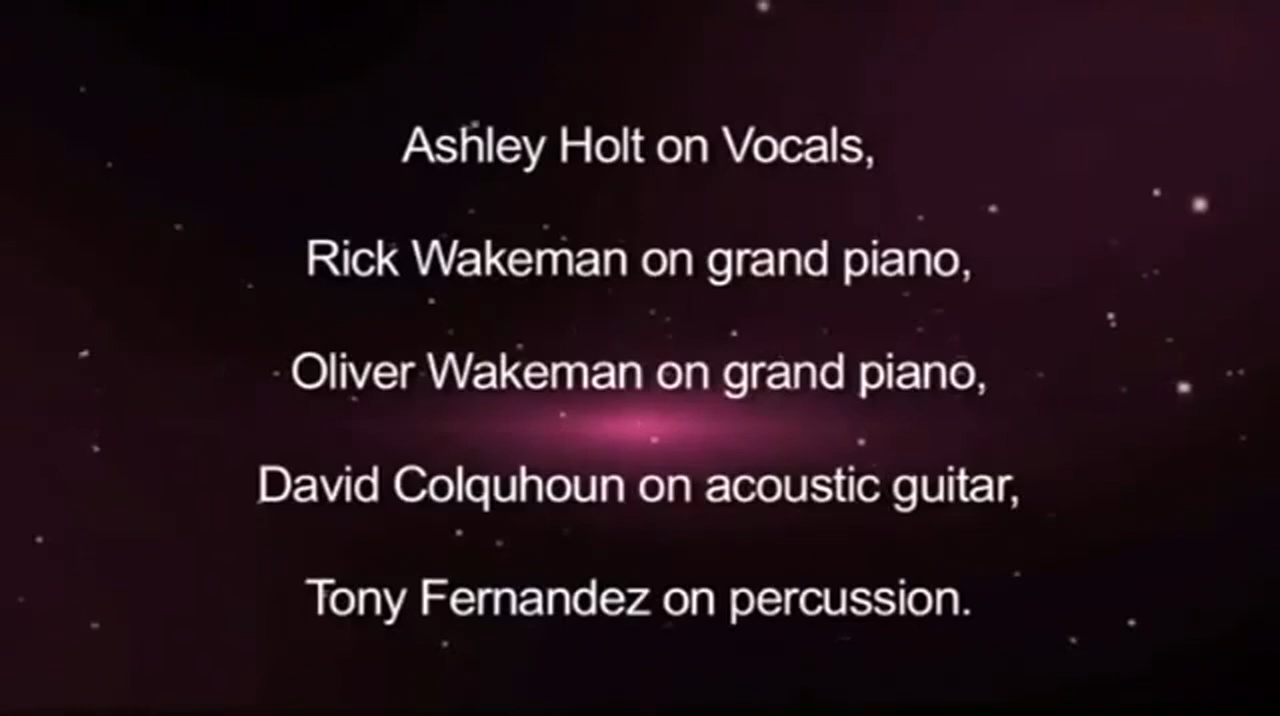 Ashley Holt on Vocals,
Rick Wakeman on grand piano,
Oliver Wakeman on grand piano,
David Colquhoun on acoustic guitar,
Tony Fernandez on percussion.